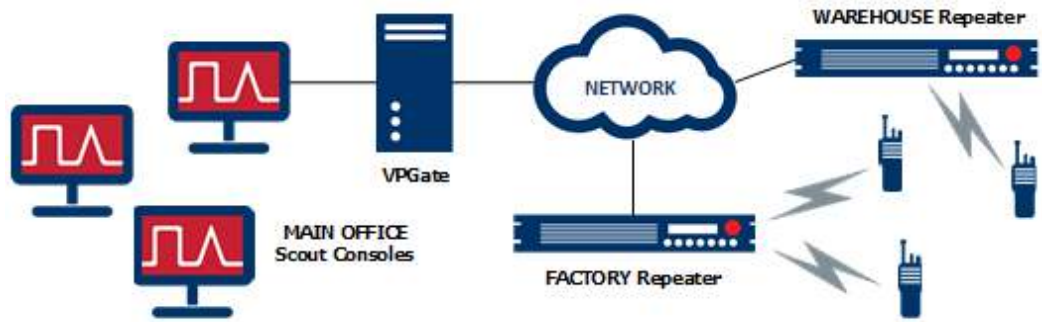 WAREHOUSE Repeater
NETWORK
VPGate
MAIN OFFICE
Scout Consoles
FACTORY Repeater